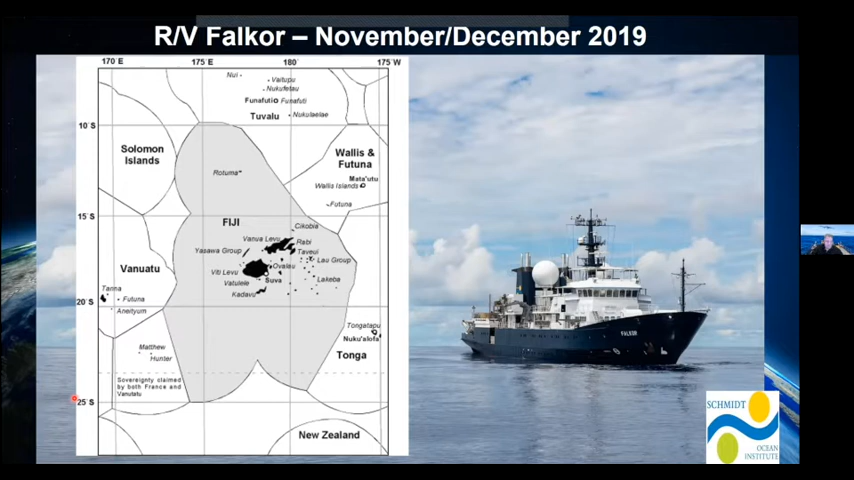 R/V Falkor – November/December 2019
170 E
175 E
180
175 W
Nui
Vaitupu
Nukufetau
Funafuti Funafuti
Tuvalu
Nukulaelae
10 S
Solomon
Islands
Wallis &
Futuna
Rotuma
Mata'utu
Wallis Islands
Futuna
15 S
FIJI
Cikobia
Vanua Levu
Rabi
Yasawa Group
Taveui
Lau Group
Vanuatu
Ovalau
Viti Levu
Suva
Vatulele
Lakeba
Kadavu
Tanna
Futuna
20 S
Aneityum
Tongatapu
Nuku'alofa
Matthew
Hunter
Tonga
Sovereignty claimed
by both France and
Vanutatu
25 S
New Zealand
FALKOR
SCHMIDT
OCEAN
INSTITUTE